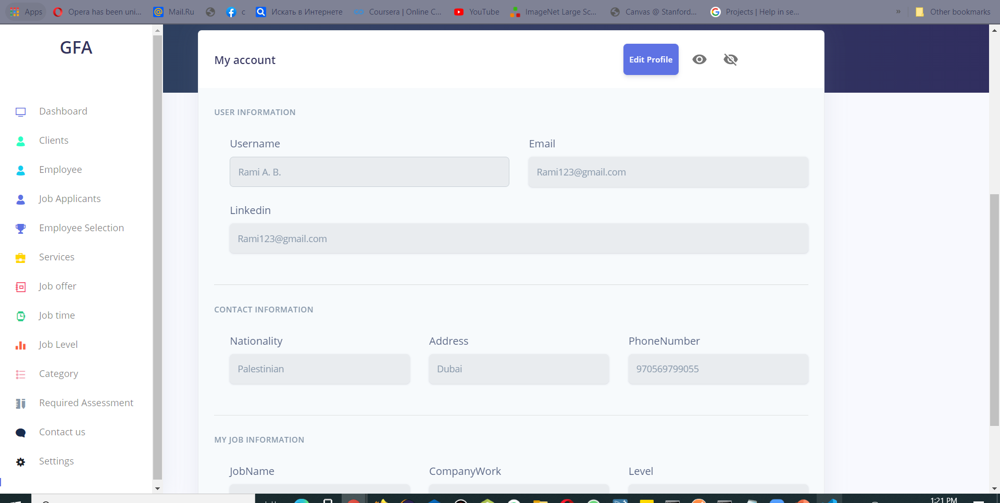 Apps Opera has been uni... Mail.Ru с Искать в Интернете Coursera | Online C... YouTube ImageNet Large Sc... Canvas @ Stanford... Projects | Help in se... » Other bookmarks
GFA
Dashboard
Clients
Employee
Job Applicants
Employee Selection
Services
Job offer
Job time
Job Level
Category
Required Assessment
Contact us
Settings
My account
Edit Profile
USER INFORMATION
Username Email
Rami A. B. Rami123@gmail.com
Linkedin
Rami123@gmail.com
CONTACT INFORMATION
Nationality Address PhoneNumber
Palestinian Dubai 970569799055
MY JOB INFORMATION
JobName CompanyWork Level
1:21 PM